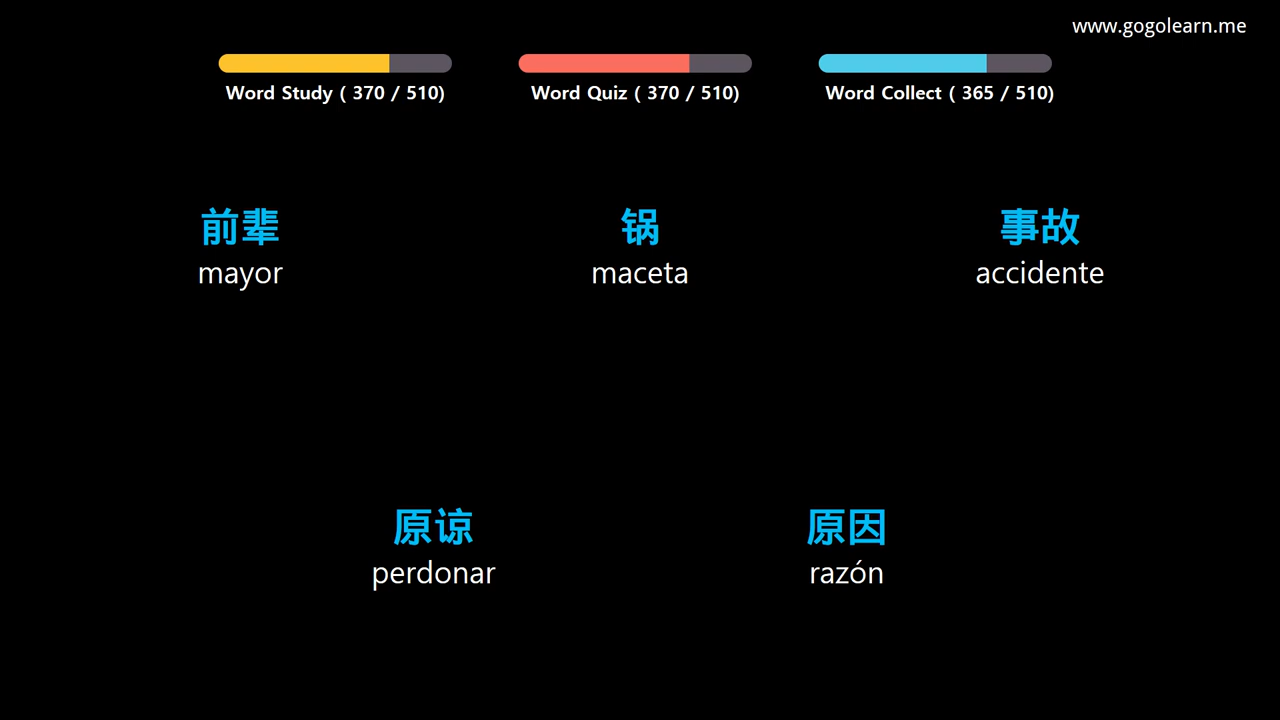 www.gogolearn.me
Word Study ( 370 / 510)
Word Quiz ( 370 / 510)
Word Collect ( 365 / 510)
前辈
mayor
锅
maceta
事故
accidente
原谅
perdonar
原因
razón